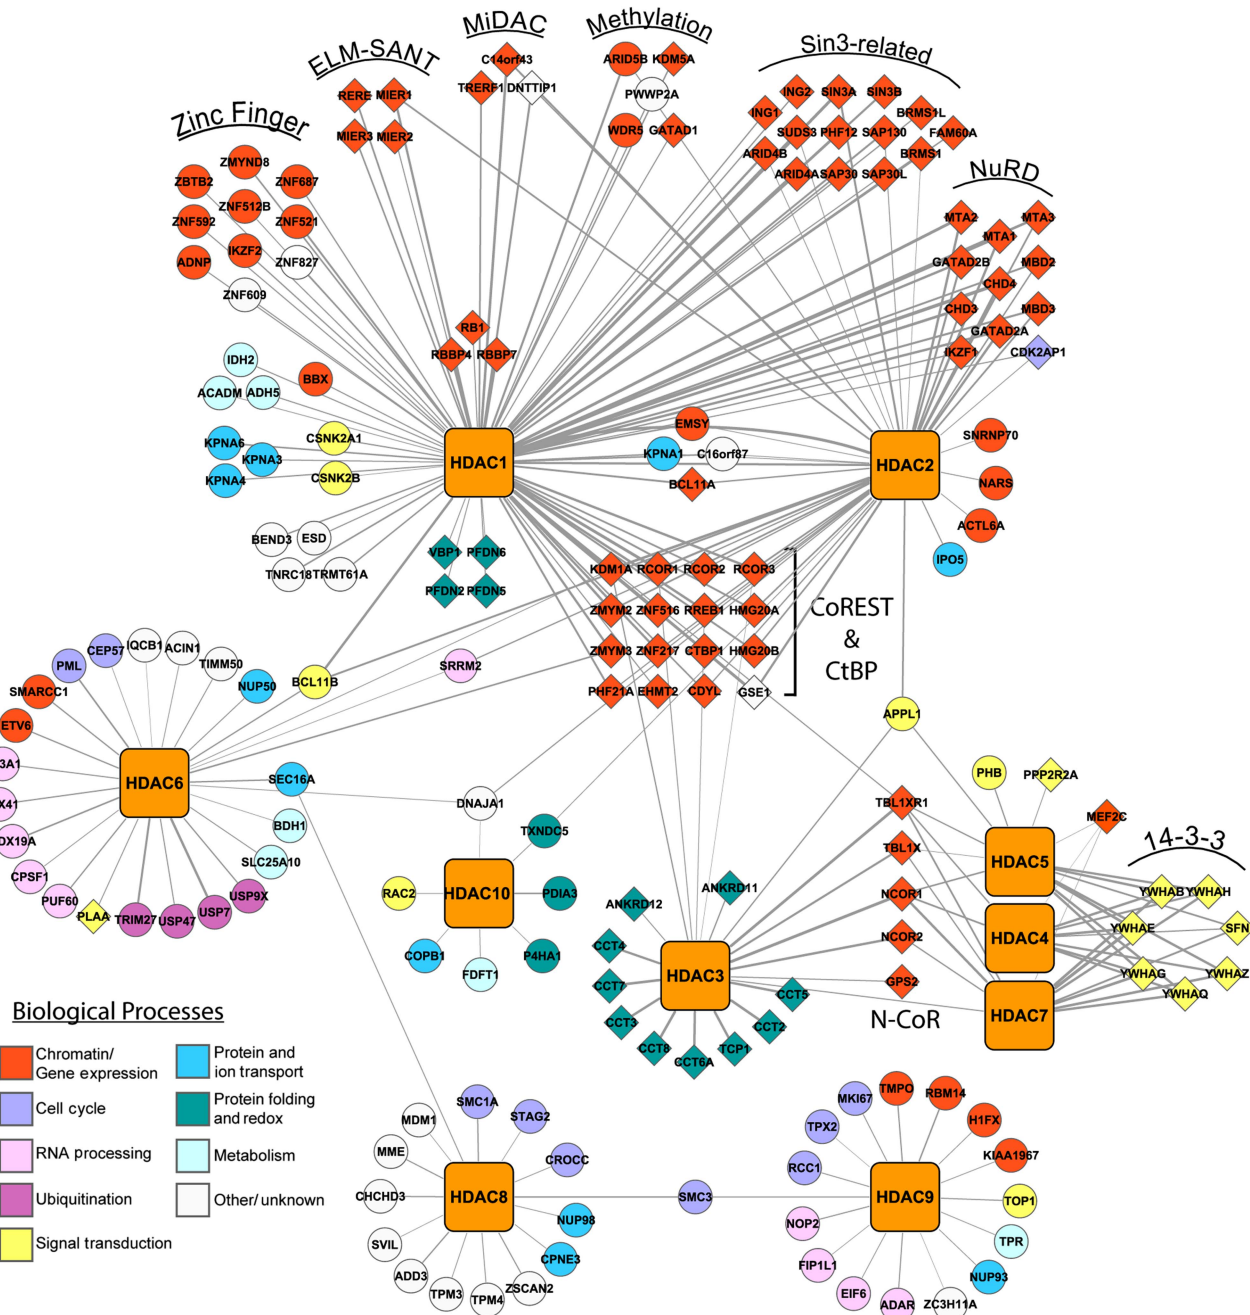 MiDAC
Methylation
Sin3-related
ELM-SANT
Zinc Finger
NuRD
C14orf43
TRERF1 DNTTIP1
ARID5B KDM5A
PWWP2A
WDR5 GATAD1
RERE MIER1
MIER3 MIER2
ING2 SIN3A SIN3B
ING1 BRMS1L
SUDS3 PHF12 SAP130 FAM60A
ARID4B BRMS1
ARID4A SAP30 SAP30L
ZMYND8
ZBTB2 ZNF687
ZNF512B
ZNF592 ZNF521
IKZF2
ADNP ZNF827
ZNF609
MTA2 MTA3
MTA1
GATAD2B MBD2
CHD4
CHD3 MBD3
GATAD2A
IKZF1 CDK2AP1
RB1
RBBP4 RBBP7
IDH2
BBX
ACADM ADH5
KPNA6 CSNK2A1
KPNA3
KPNA4 CSNK2B
HDAC1
EMSY
KPNA1 C16orf87
BCL11A
HDAC2
SNRNP70
NARS
ACTL6A
IPO5
BEND3 ESD
TNRC18 TRMT61A
VBP1 PFDN6
PFDN2 PFDN5
KDM1A RCOR1 RCOR2 RCOR3
ZMYM2 ZNF516 RREB1 HMG20A
ZMYM3 ZNF217 CTBP1 HMG20B
PHF21A EHMT2 CDYL GSE1
CoREST
&
CtBP
IQCB1 ACIN1
CEP57
PML TIMM50
SMARCC1 NUP50
BCL11B
SRRM2
ETV6
3A1
HDAC6
SEC16A
X41
BDH1
DX19A
SLC25A10
CPSF1
PUF60 USP9X
PLAA TRIM27 USP47 USP7
APPL1
DNAJA1
TXNDC5
RAC2 HDAC10 PDIA3
COPB1 P4HA1
FDFT1
PHB PPP2R2A
TBL1XR1
MEF2C
TBL1X
NCOR1
NCOR2
GPS2
N-CoR
HDAC5
HDAC4
HDAC7
14-3-3
YWHAB YWHAH
YWHAE SFN
YWHAG YWHAZ
YWHAQ
ANKRD11
ANKRD12
CCT4
HDAC3
CCT7 CCT5
CCT3 CCT2
CCT8 TCP1
CCT6A
Biological Processes
Chromatin/
Gene expression
Cell cycle
RNA processing
Ubiquitination
Signal transduction
Protein and
ion transport
Protein folding
and redox
Metabolism
Other/ unknown
SMC1A
MDM1 STAG2
MME CROCC
CHCHD3 HDAC8
NUP98
SVIL CPNE3
ADD3
TPM3 TPM4 ZSCAN2
SMC3
TMPO
MKI67 RBM14
TPX2 H1FX
RCC1 KIAA1967
HDAC9 TOP1
NOP2
TPR
FIP1L1 NUP93
EIF6 ADAR ZC3H11A